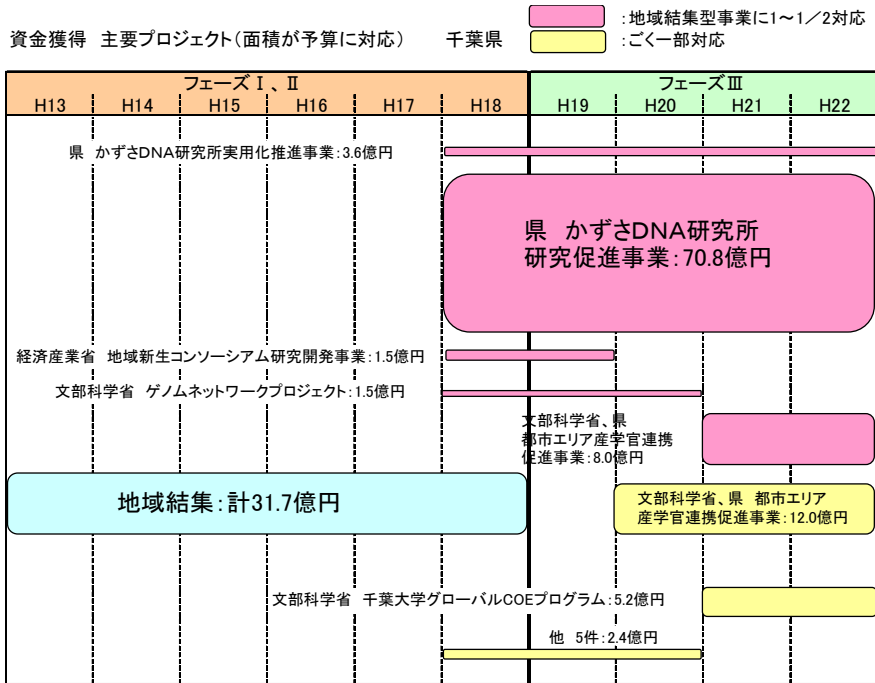 ：地域結集型事業に1～1／2対応
資金獲得　主要プロジェクト（面積が予算に対応）　千葉県
：ごく一部対応
フェーズⅠ、Ⅱ
フェーズⅢ
H13 H14 H15 H16 H17 H18 H19 H20 H21 H22
県　かずさDNA研究所実用化推進事業：3.6億円
県　かずさDNA研究所
研究促進事業：70.8億円
経済産業省　地域新生コンソーシアム研究開発事業：1.5億円
文部科学省　ゲノムネットワークプロジェクト：1.5億円
文部科学省、県
都市エリア産学官連携
促進事業：8.0億円
地域結集：計31.7億円
文部科学省、県　都市エリア
産学官連携促進事業：12.0億円
文部科学省　千葉大学グローバルCOEプログラム：5.2億円
他　5件：2.4億円